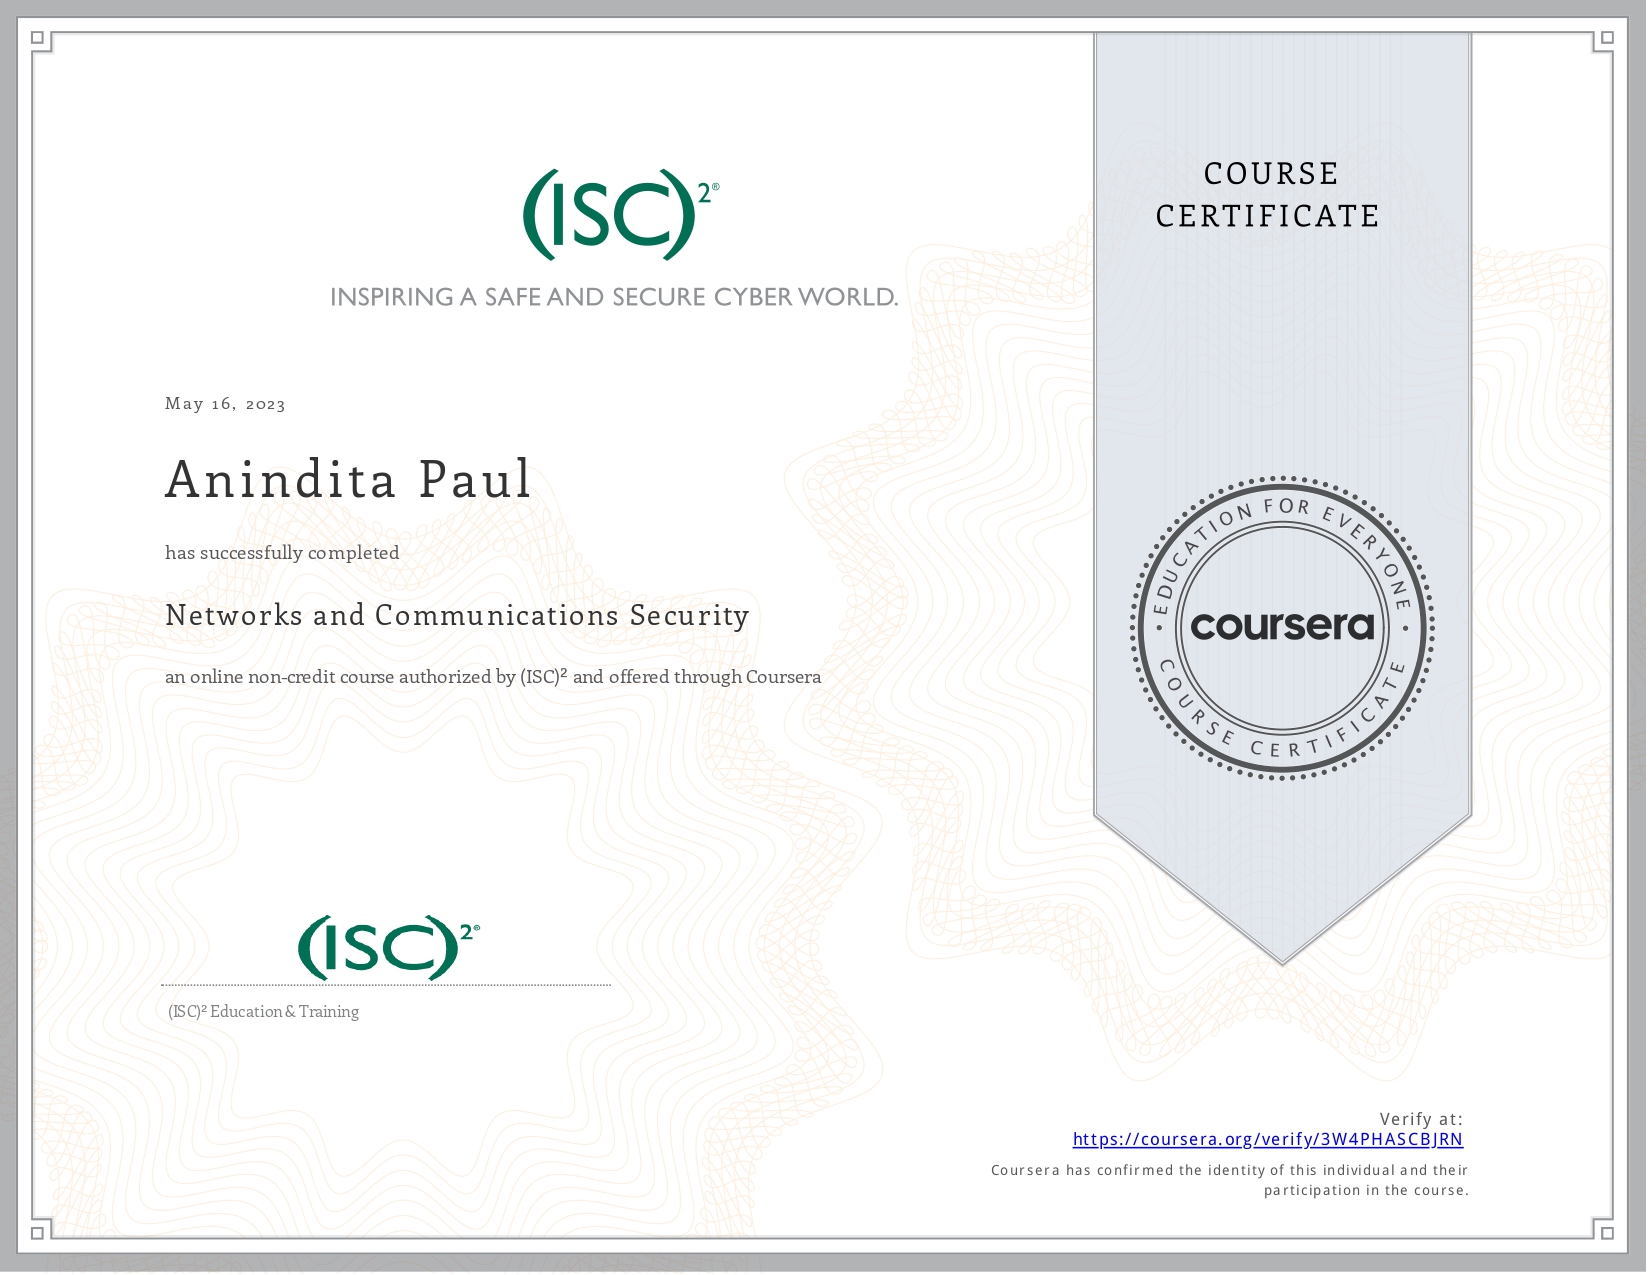 (ISC)²®
INSPIRING A SAFE AND SECURE CYBER WORLD.
COURSE
CERTIFICATE
May 16, 2023
Anindita Paul
has successfully completed
Networks and Communications Security
an online non-credit course authorized by (ISC)² and offered through Coursera
EDUCATION FOR EVERYONE
coursera
COURSE CERTIFICATE
(ISC)²®
(ISC)² Education & Training
Verify at:
https://coursera.org/verify/3W4PHASCBJRN
Coursera has confirmed the identity of this individual and their
participation in the course.